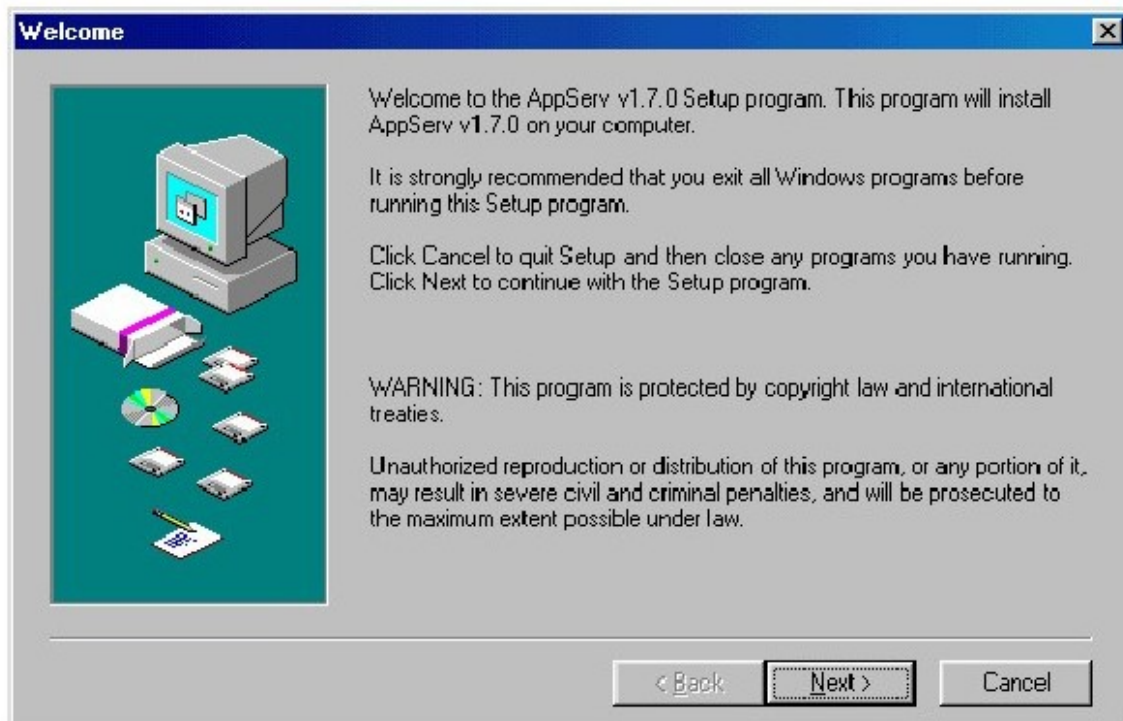 Welcome
Welcome to the AppServ v1.7.0 Setup program. This program will install
AppServ v1.7.0 on your computer.
It is strongly recommended that you exit all Windows programs before
running this Setup program.
Click Cancel to quit Setup and then close any programs you have running.
Click Next to continue with the Setup program.
WARNING: This program is protected by copyright law and international
treaties.
Unauthorized reproduction or distribution of this program, or any portion of it,
may result in severe civil and criminal penalties, and will be prosecuted to
the maximum extent possible under law.
< Back
Next >
Cancel